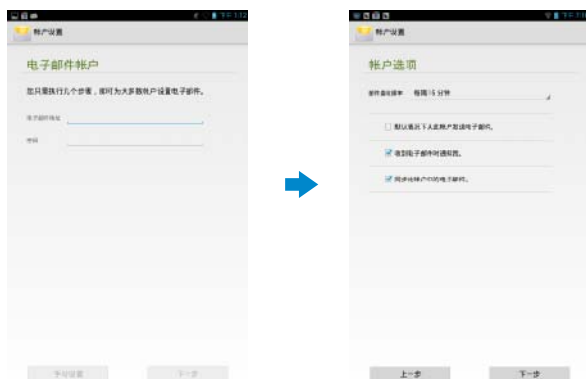 帐户设置
电子邮件帐户
您只需执行几个步骤，即可为大多数帐户设置电子邮件。
电子邮件地址
密码
手动设置
下一步
帐户设置
帐户选项
邮件查收频率
每隔 15 分钟
默认情况下从此帐户发送电子邮件。
收到电子邮件时通知我。
同步此帐户中的电子邮件。
上一步
下一步